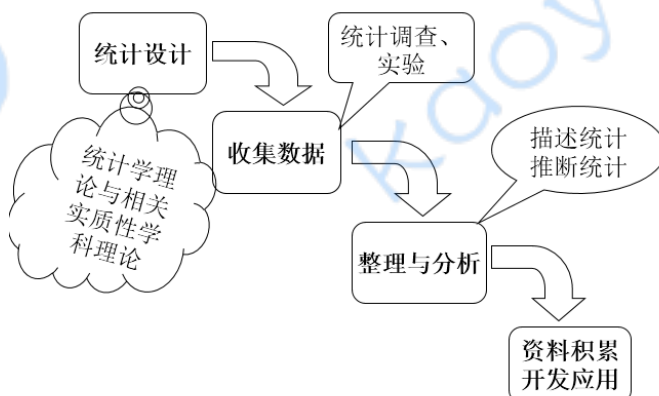 统计设计
统计调查、
实验
收集数据
统计学理
论与相关
实质性学
科理论
描述统计
推断统计
整理与分析
资料积累
开发应用
kaoy